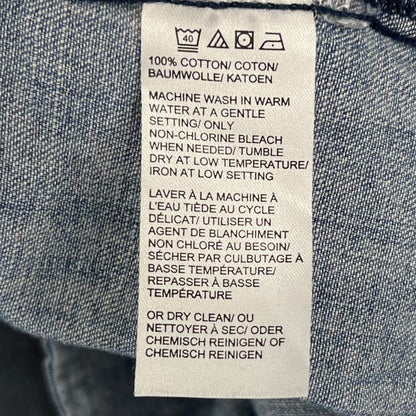 40
100% COTTON/ COTON/
BAUMWOLLE/ KATOEN
MACHINE WASH IN WARM
WATER AT A GENTLE
SETTING/ ONLY
NON-CHLORINE BLEACH
WHEN NEEDED/ TUMBLE
DRY AT LOW TEMPERATURE/
IRON AT LOW SETTING
LAVER À LA MACHINE À
L'EAU TIÈDE AU CYCLE
DÉLICAT/ UTILISER UN
AGENT DE BLANCHIMENT
NON CHLORÉ AU BESOIN/
SÉCHER PAR CULBUTAGE À
BASSE TEMPÉRATURE/
REPASSER À BASSE
TEMPÉRATURE
OR DRY CLEAN/ OU
NETTOYER À SEC/ ODER
CHEMISCH REINIGEN/ OF
CHEMISCH REINIGEN